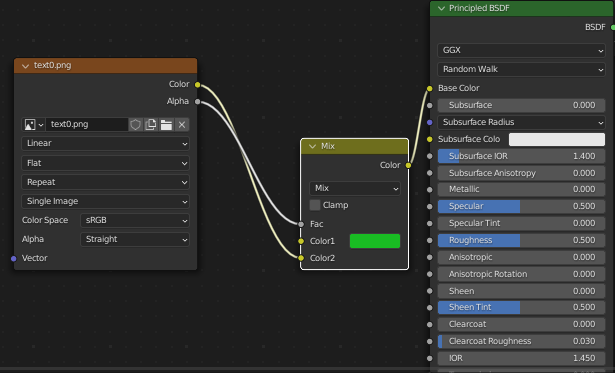 Principled BSDF
BSDF
GGX
Random Walk
Base Color
Subsurface 0.000
Subsurface Radius
Subsurface Colo
Subsurface IOR 1.400
Subsurface Anisotropy 0.000
Metallic 0.000
Specular 0.500
Specular Tint 0.000
Roughness 0.500
Anisotropic 0.000
Anisotropic Rotation 0.000
Sheen 0.000
Sheen Tint 0.500
Clearcoat 0.000
Clearcoat Roughness 0.030
IOR 1.450
text0.png
Color
Alpha
text0.png
Linear
Flat
Repeat
Single Image
Color Space sRGB
Alpha Straight
Vector
Mix
Color
Mix
Clamp
Fac
Color1
Color2